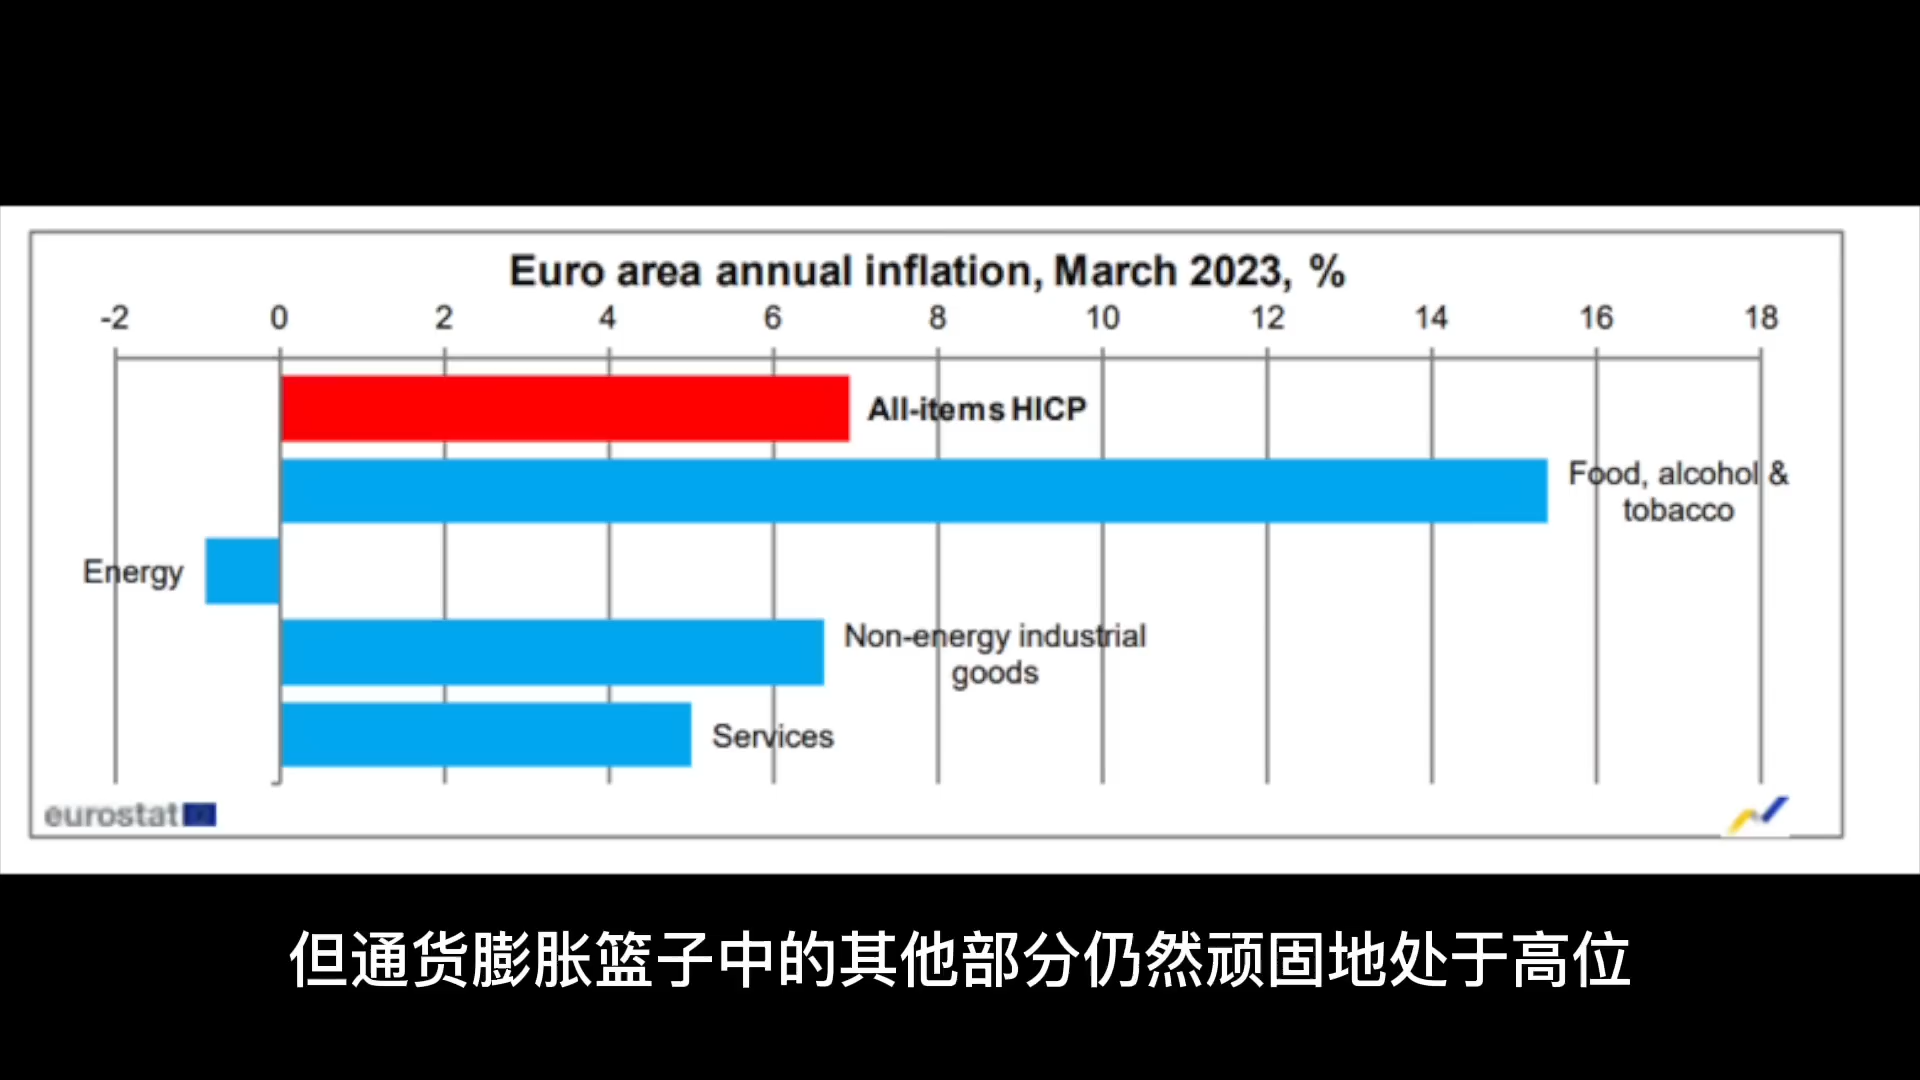 Euro area annual inflation, March 2023, %
-2 0 2 4 6 8 10 12 14 16 18
All-items HICP
Food, alcohol &
tobacco
Energy
Non-energy industrial
goods
Services
eurostat
但通货膨胀篮子中的其他部分仍然顽固地处于高位